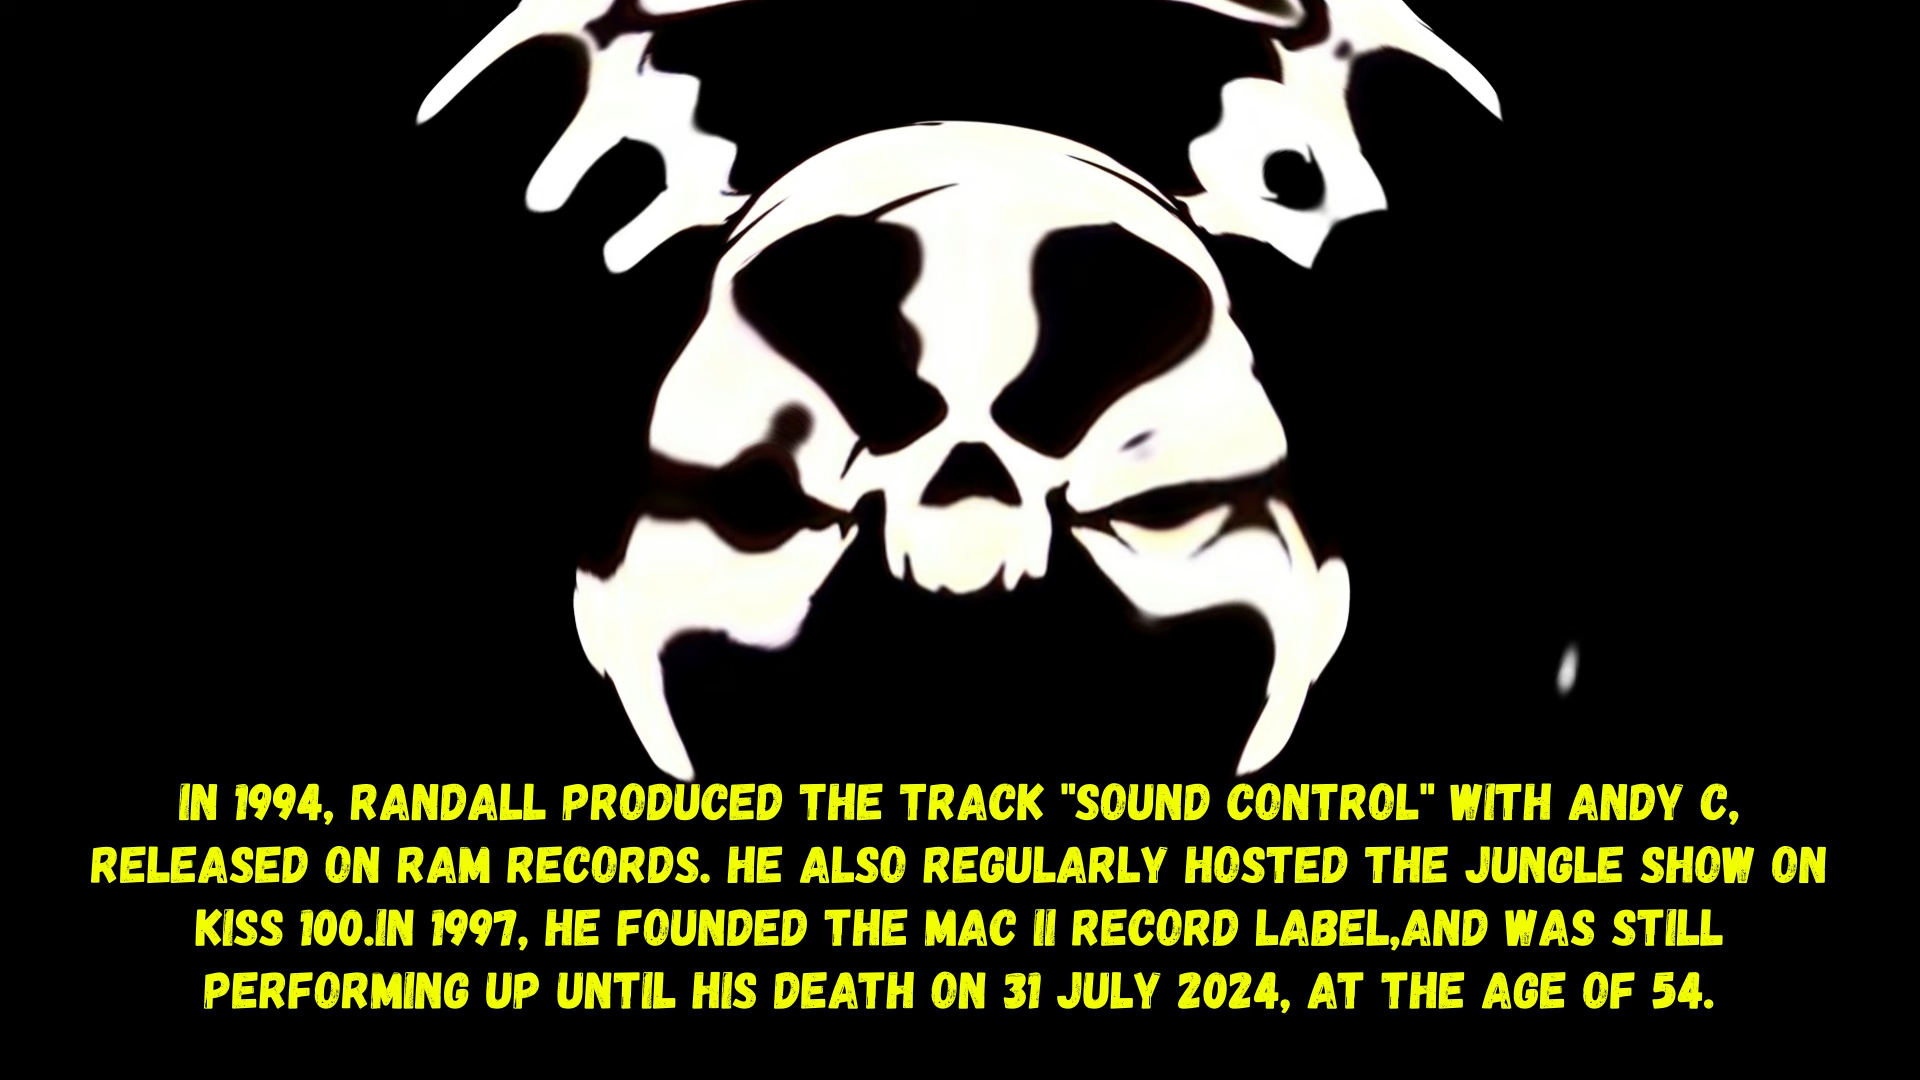 IN 1994, RANDALL PRODUCED THE TRACK "SOUND CONTROL" WITH ANDY C,
RELEASED ON RAM RECORDS. HE ALSO REGULARLY HOSTED THE JUNGLE SHOW ON
KISS 100.IN 1997, HE FOUNDED THE MAC II RECORD LABEL,AND WAS STILL
PERFORMING UP UNTIL HIS DEATH ON 31 JULY 2024, AT THE AGE OF 54.